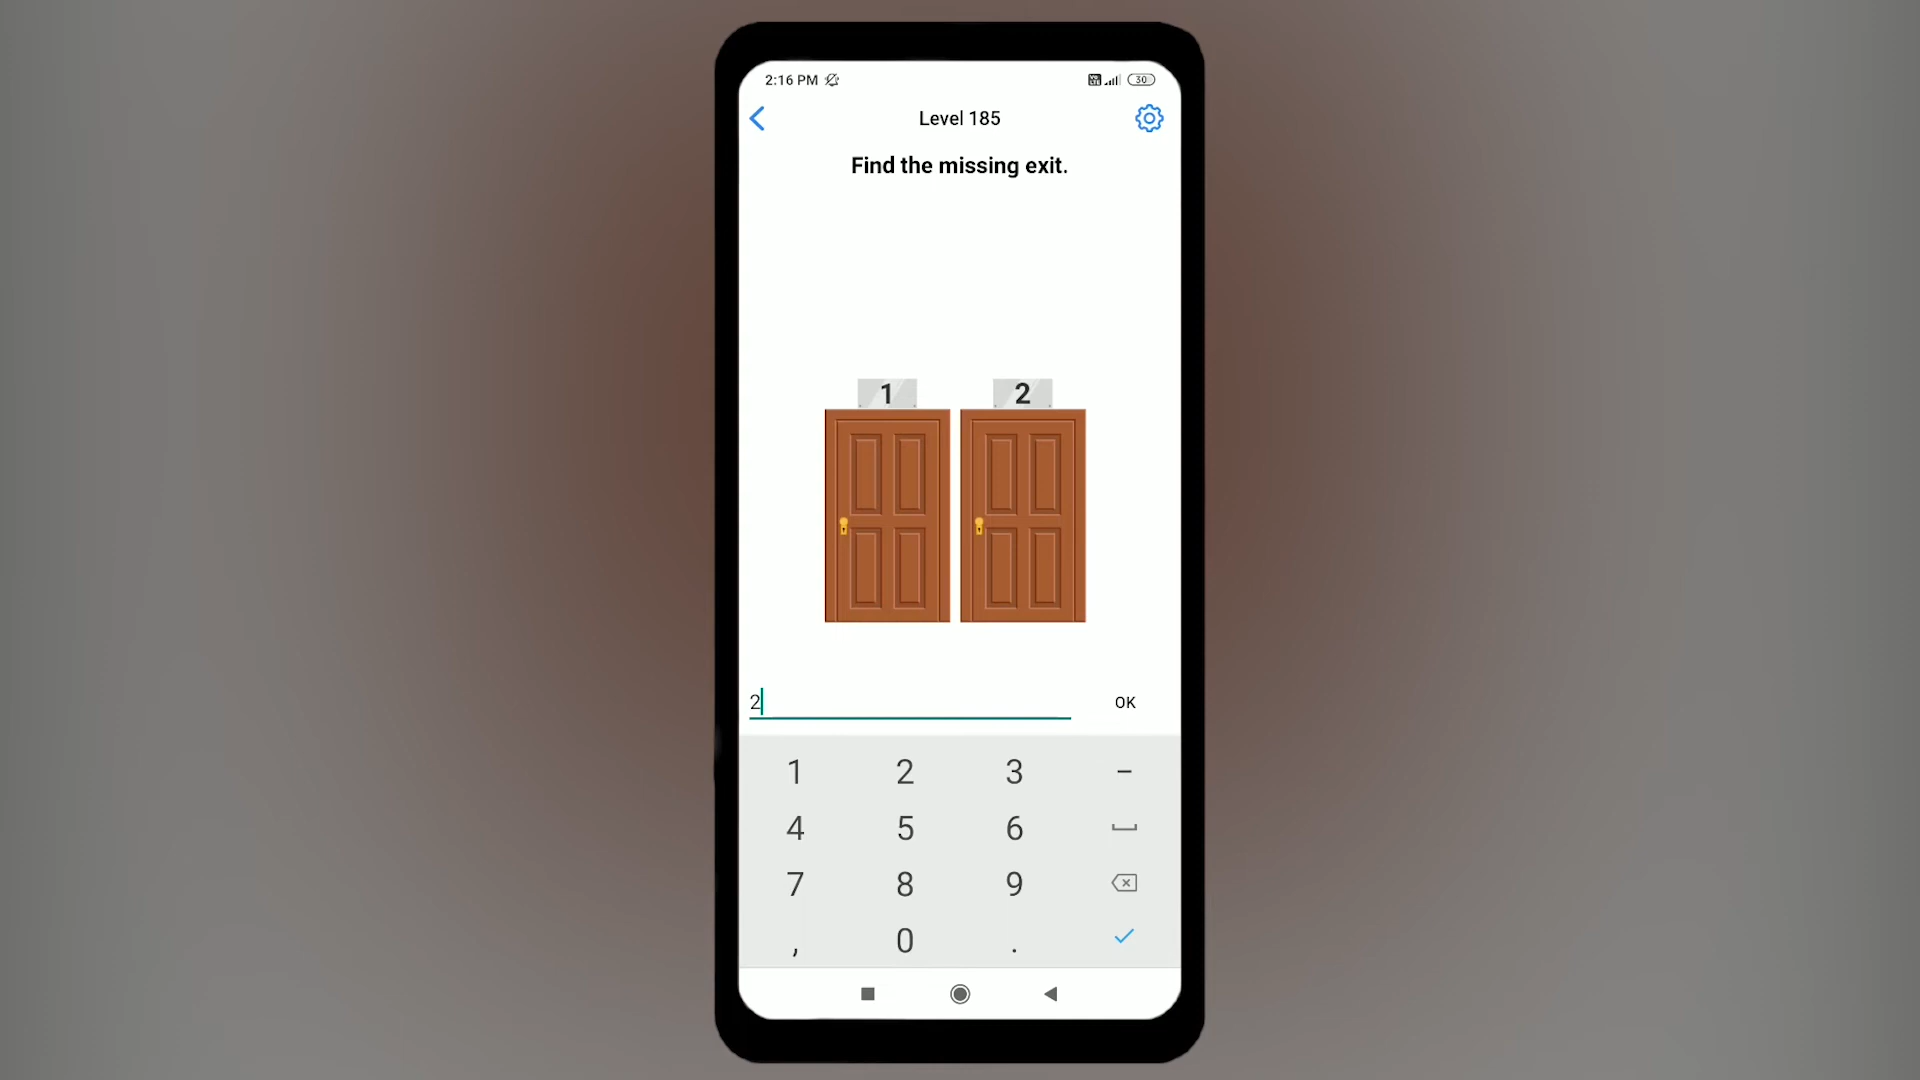 2:16 PM
30
Level 185
Find the missing exit.
1 2
2
OK
1 2 3 -
4 5 6
7 8 9
, 0 .